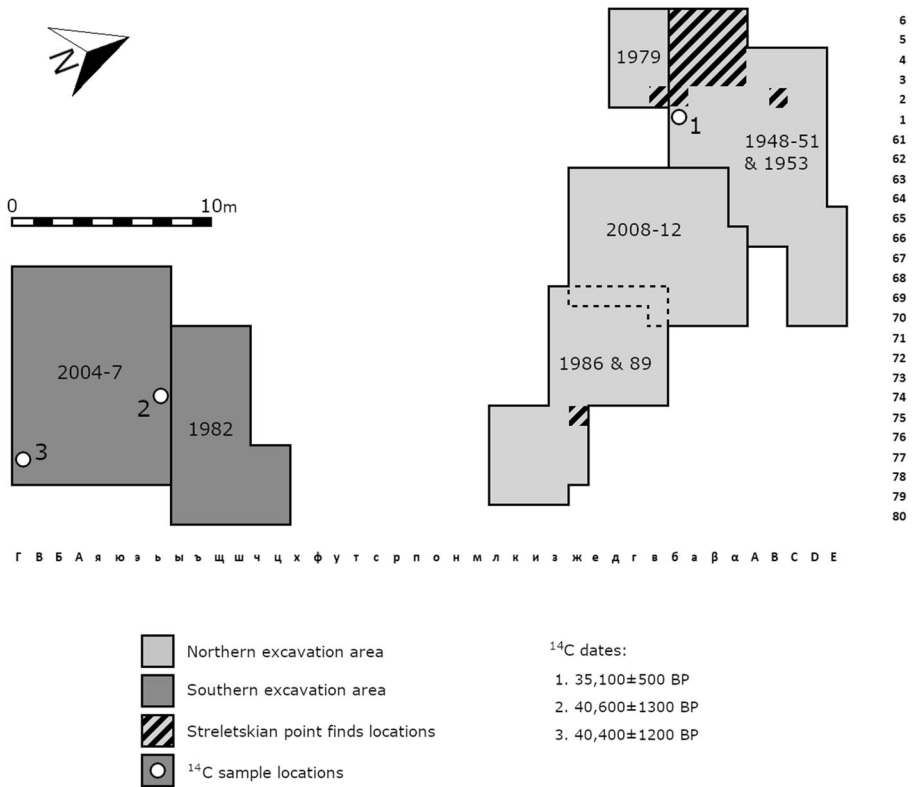 N
0 10m
1979
1
1948-51
& 1953
2008-12
1986 & 89
2004-7
2
3
1982
6
5
4
3
2
1
61
62
63
64
65
66
67
68
69
70
71
72
73
74
75
76
77
78
79
80
Г В Б А я ю э ь ы ъ щ ш ч ц х ф у т с р п о н м л к и з ж е д г в б а β α A B C D E
Northern excavation area
Southern excavation area
Streletskian point finds locations
14C sample locations
14C dates:
1. 35,100±500 BP
2. 40,600±1300 BP
3. 40,400±1200 BP